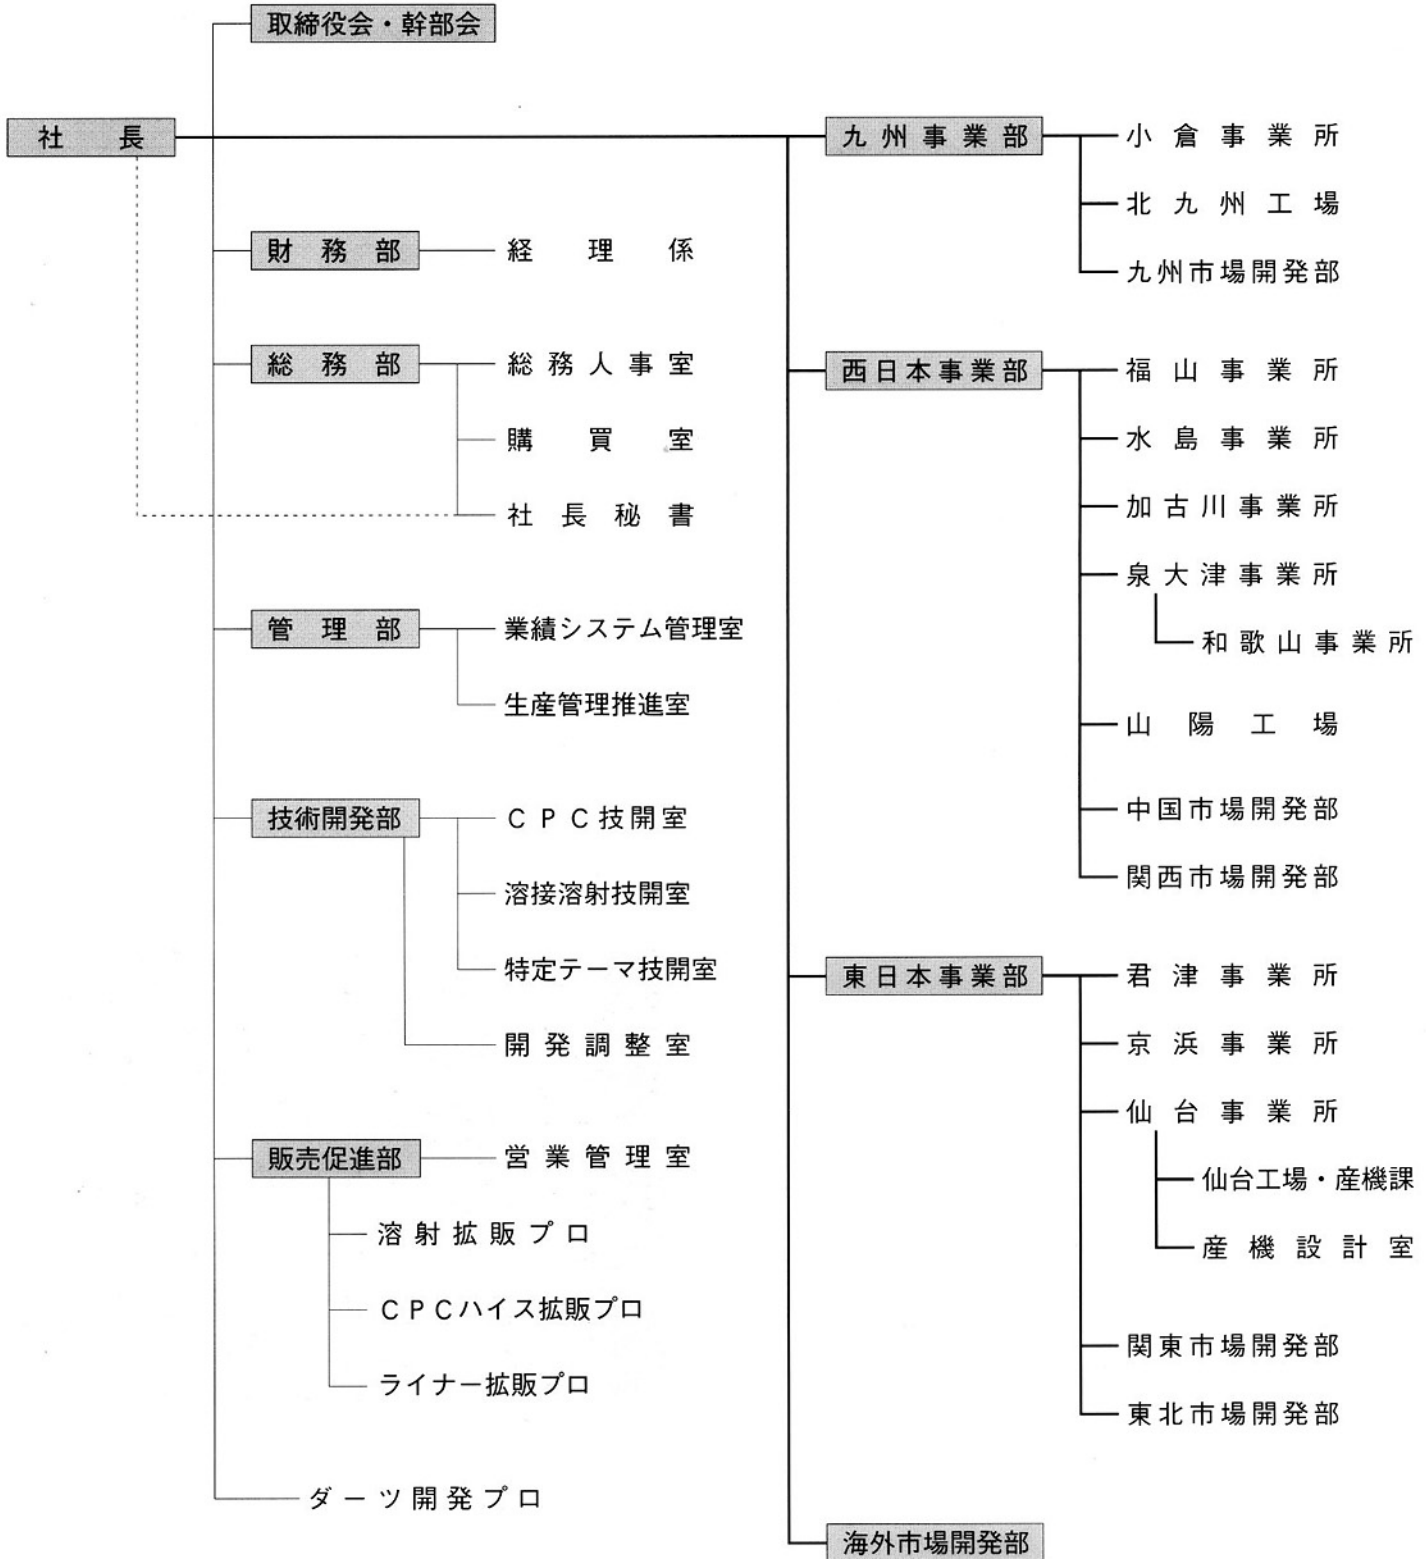 取締役会・幹部会
社長
財務部
経理係
総務部
総務人事室
購買室
社長秘書
管理部
業績システム管理室
生産管理推進室
技術開発部
CPC技開室
溶接溶射技開室
特定テーマ技開室
開発調整室
販売促進部
営業管理室
溶射拡販プロ
CPCハイス拡販プロ
ライナー拡販プロ
ダーツ開発プロ
九州事業部
小倉事業所
北九州工場
九州市場開発部
西日本事業部
福山事業所
水島事業所
加古川事業所
泉大津事業所
和歌山事業所
山陽工場
中国市場開発部
関西市場開発部
東日本事業部
君津事業所
京浜事業所
仙台事業所
仙台工場・産機課
産機設計室
関東市場開発部
東北市場開発部
海外市場開発部